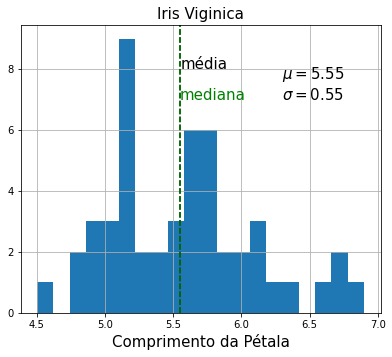 Iris Viginica
8
6
4
2
0
média
mediana
μ = 5.55
σ = 0.55
4.5 5.0 5.5 6.0 6.5 7.0
Comprimento da Pétala